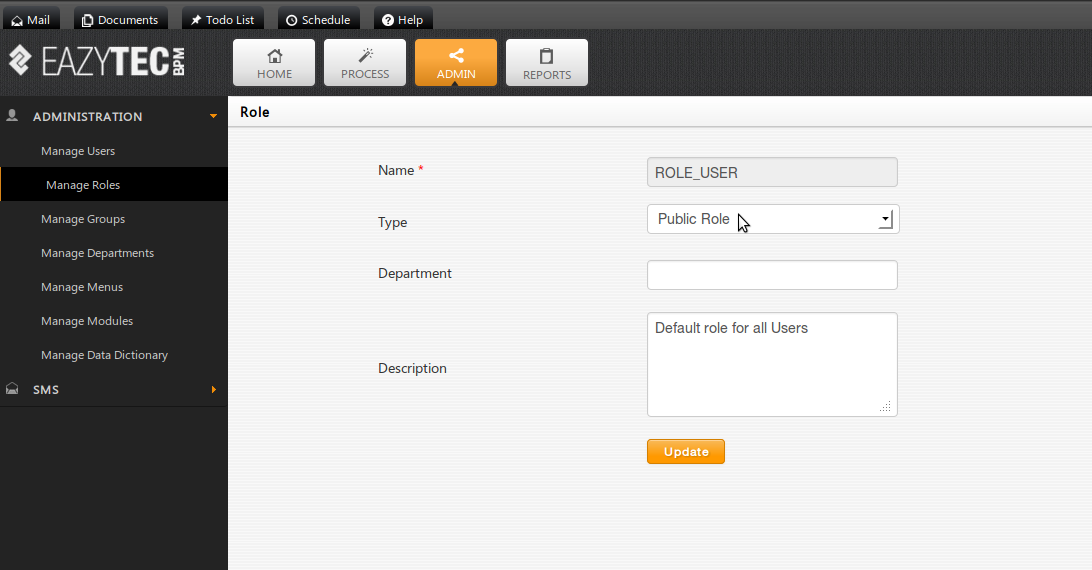 Mail Documents Todo List Schedule Help
EAZYTEC BPM
HOME PROCESS ADMIN REPORTS
ADMINISTRATION
Manage Users
Manage Roles
Manage Groups
Manage Departments
Manage Menus
Manage Modules
Manage Data Dictionary
SMS
Role
Name * ROLE_USER
Type Public Role
Department
Description Default role for all Users
Update